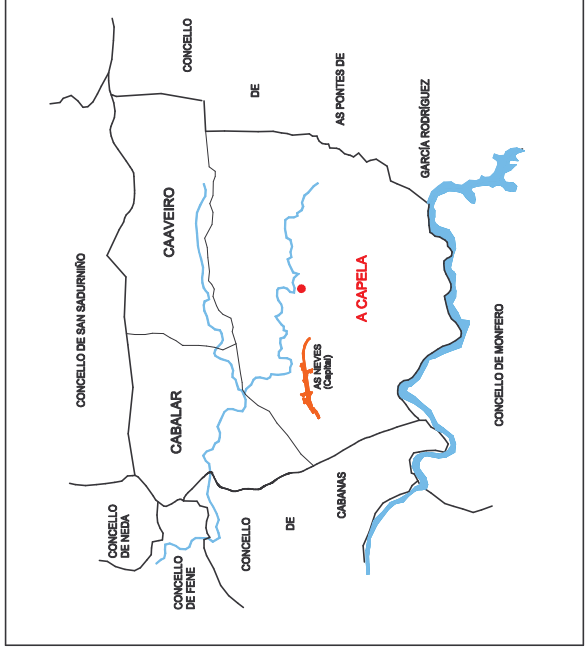 CONCELLO DE SAN SADURNIÑO
CONCELLO
DE NEDA
CONCELLO
DE FENE
CABALAR
CAAVEIRO
CONCELLO
DE
AS PONTES DE
GARCÍA RODRÍGUEZ
CONCELLO
DE
CABANAS
AS NEVES
(Capital)
A CAPELA
CONCELLO DE MONFERO